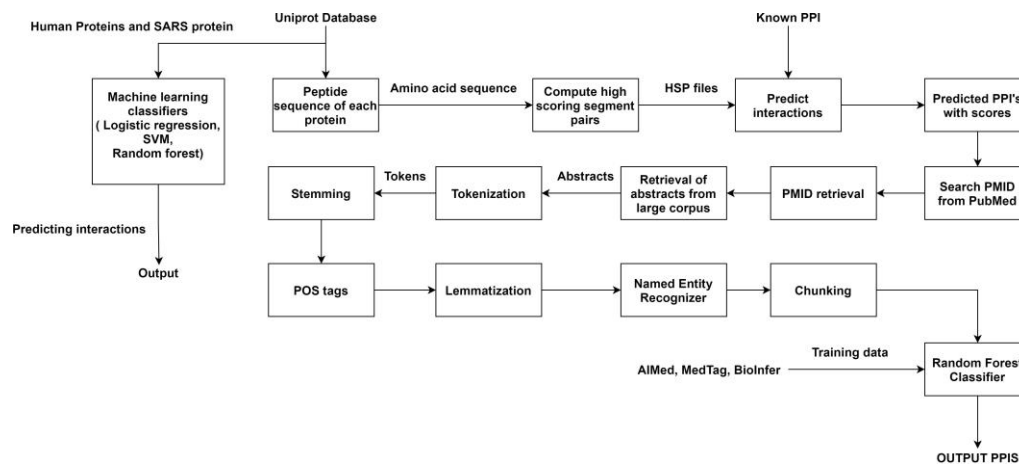 Human Proteins and SARS protein
Uniprot Database
Known PPI
Machine learning
classifiers
( Logistic regression,
SVM,
Random forest)
Peptide
sequence of each
protein
Amino acid sequence
Compute high
scoring segment
pairs
HSP files
Predict
interactions
Predicted PPI's
with scores
Predicting interactions
Output
Stemming
Tokens
Tokenization
Abstracts
Retrieval of
abstracts from
large corpus
PMID retrieval
Search PMID
from PubMed
POS tags
Lemmatization
Named Entity
Recognizer
Chunking
AIMed, MedTag, BioInfer
Training data
Random Forest
Classifier
OUTPUT PPIS